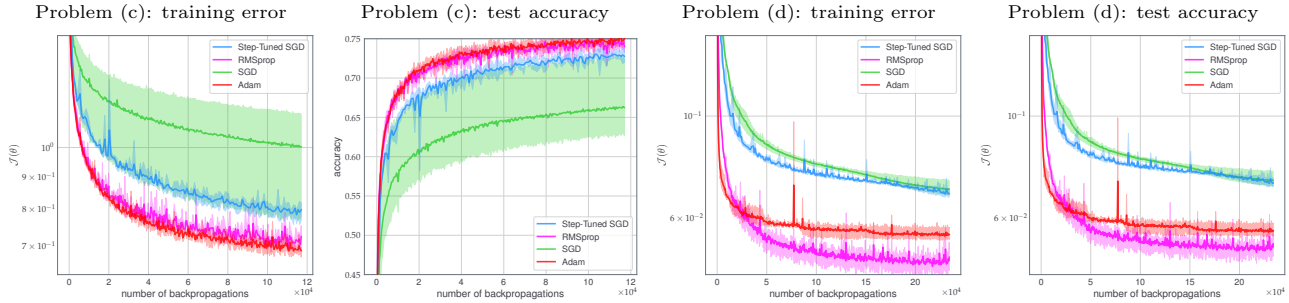 Problem (c): training error
Problem (c): test accuracy
Problem (d): training error
Problem (d): test accuracy
Step-Tuned SGD
RMSprop
SGD
Adam
J(θ)
10⁰
9 × 10⁻¹
8 × 10⁻¹
7 × 10⁻¹
0 2 4 6 8 10 12
×10⁴
number of backpropagations
accuracy
0.75
0.70
0.65
0.60
0.55
0.50
0.45
Step-Tuned SGD
RMSprop
SGD
Adam
0 2 4 6 8 10 12
×10⁴
number of backpropagations
J(θ)
10⁻¹
6 × 10⁻²
Step-Tuned SGD
RMSprop
SGD
Adam
0 5 10 15 20
×10⁴
number of backpropagations
J(θ)
10⁻¹
6 × 10⁻²
Step-Tuned SGD
RMSprop
SGD
Adam
0 5 10 15 20
×10⁴
number of backpropagations